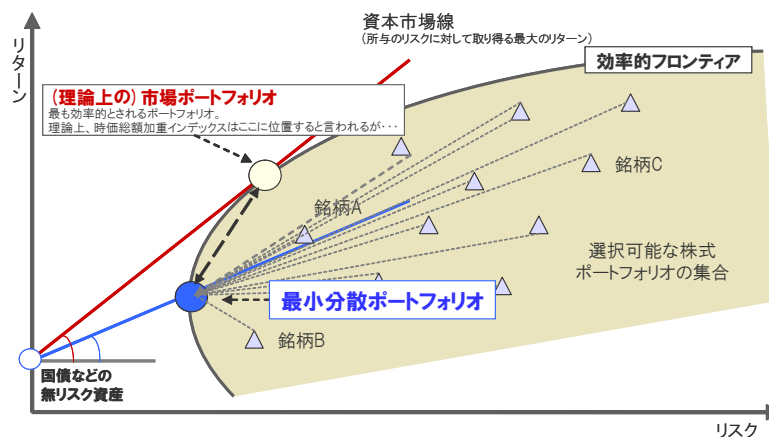 リターン
資本市場線
(所与のリスクに対して取り得る最大のリターン)
効率的フロンティア
(理論上の)市場ポートフォリオ
最も効率的とされるポートフォリオ。
理論上、時価総額加重インデックスはここに位置すると言われるが・・・
銘柄C
銘柄A
選択可能な株式
ポートフォリオの集合
最小分散ポートフォリオ
銘柄B
国債などの
無リスク資産
リスク